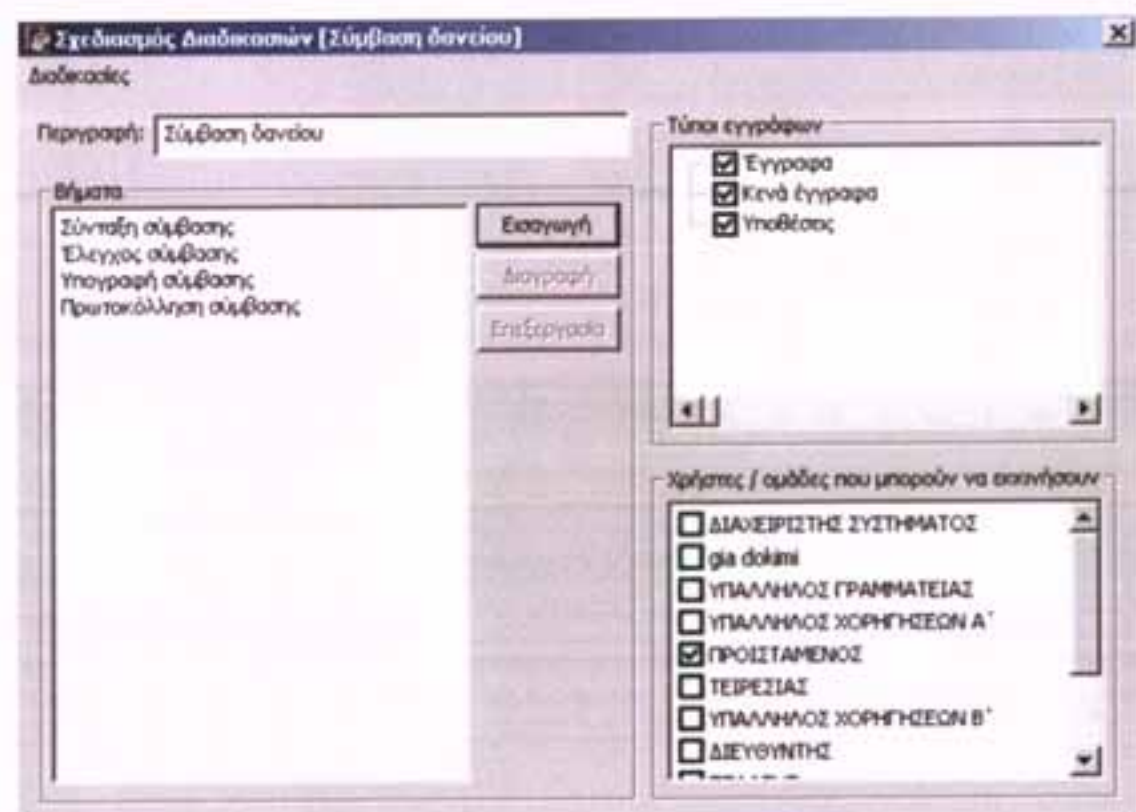 Σχεδιασμός Διαδικασιών [Σύμβαση δανείου]
Διαδικασίες
Περιγραφή: Σύμβαση δανείου
Βήματα
Σύνταξη σύμβασης
Έλεγχος σύμβασης
Υπογραφή σύμβασης
Πρωτοκόλληση σύμβασης
Εισαγωγή
Διαγραφή
Επεξεργασία
Τύποι εγγράφων
Έγγραφα
Κενά έγγραφα
Υποθέσεις
Χρήστες / ομάδες που μπορούν να εκκινήσουν
ΔΙΑΧΕΙΡΙΣΤΗΣ ΣΥΣΤΗΜΑΤΟΣ
gia dokimi
ΥΠΑΛΛΗΛΟΣ ΓΡΑΜΜΑΤΕΙΑΣ
ΥΠΑΛΛΗΛΟΣ ΧΟΡΗΓΗΣΕΩΝ Α΄
ΠΡΟΙΣΤΑΜΕΝΟΣ
ΤΕΙΡΕΣΙΑΣ
ΥΠΑΛΛΗΛΟΣ ΧΟΡΗΓΗΣΕΩΝ Β΄
ΔΙΕΥΘΥΝΤΗΣ